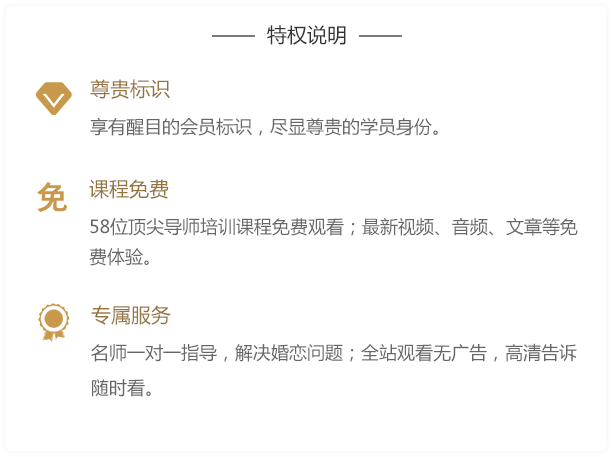 特权说明
尊贵标识
享有醒目的会员标识，尽显尊贵的学员身份。
免
课程免费
58位顶尖导师培训课程免费观看；最新视频、音频、文章等免
费体验。
专属服务
名师一对一指导，解决婚恋问题；全站观看无广告，高清告诉
随时看。